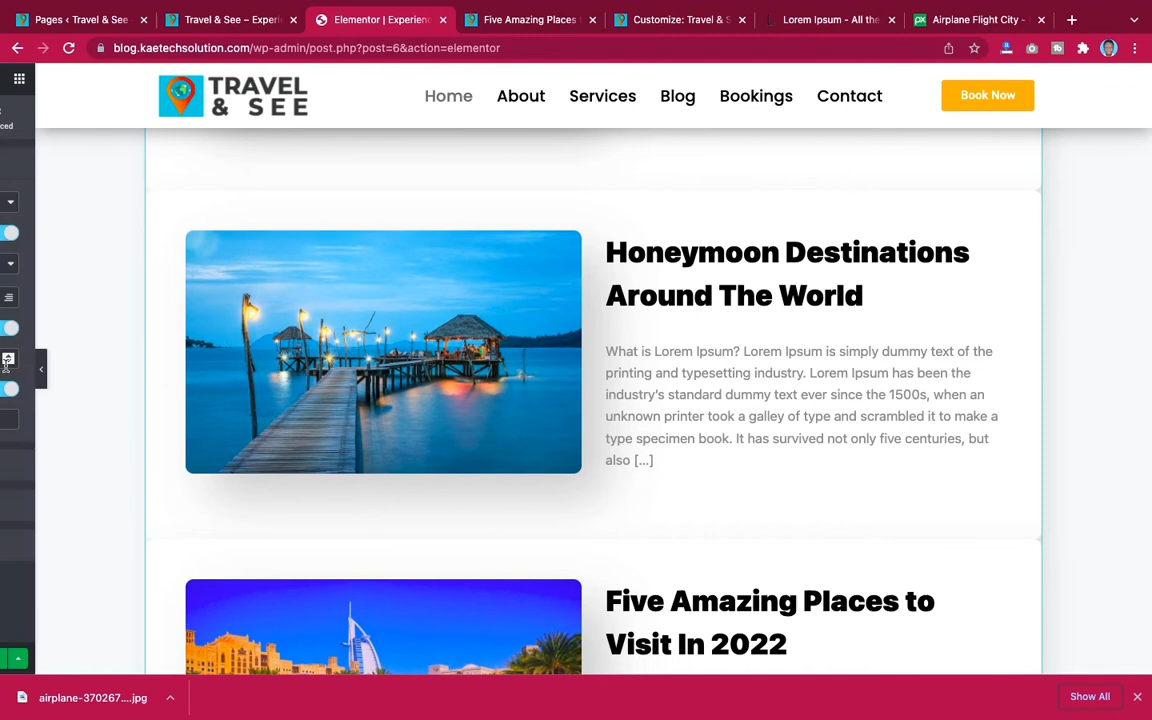 Pages ‹ Travel & See -
Travel & See – Experi
Elementor | Experienc
Five Amazing Places
Customize: Travel & S
Lorem Ipsum - All the
Airplane Flight City -
blog.kaetechsolution.com/wp-admin/post.php?post=6&action=elementor
TRAVEL
& SEE
Home
About
Services
Blog
Bookings
Contact
Book Now
ced
Honeymoon Destinations
Around The World
What is Lorem Ipsum? Lorem Ipsum is simply dummy text of the
printing and typesetting industry. Lorem Ipsum has been the
industry's standard dummy text ever since the 1500s, when an
unknown printer took a galley of type and scrambled it to make a
type specimen book. It has survived not only five centuries, but
also [...]
Five Amazing Places to
Visit In 2022
airplane-370267....jpg
Show All